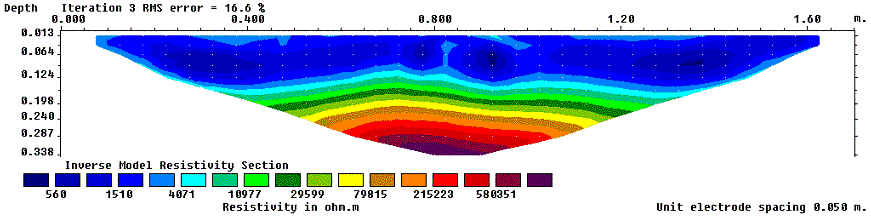 Depth Iteration 3 RMS error = 16.6 %
0.000 0.400 0.800 1.20 1.60 m.
0.013
0.064
0.124
0.198
0.240
0.287
0.338
Inverse Model Resistivity Section
560 1510 4071 10977 29599 79815 215223 580351
Resistivity in ohm.m
Unit electrode spacing 0.050 m.